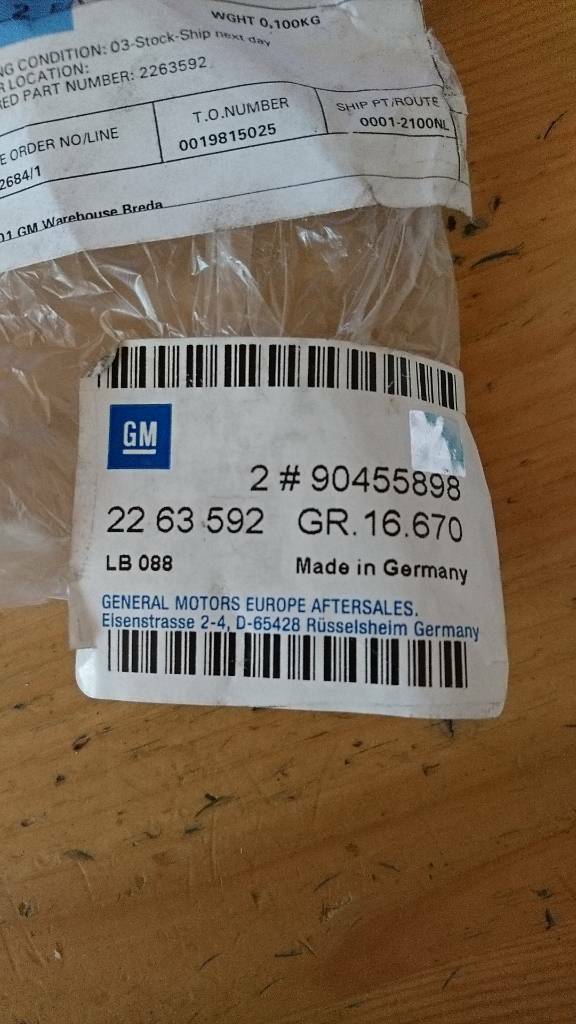 WGHT 0,100KG
NG CONDITION: 03-Stock-Ship next day
R LOCATION:
RED PART NUMBER: 2263592
E ORDER NO/LINE T.O.NUMBER SHIP PT/ROUTE
2684/1 0019815025 0001-2100NL
01 GM Warehouse Breda
GM
2 # 90455898
22 63 592 GR.16.670
LB 088 Made in Germany
GENERAL MOTORS EUROPE AFTERSALES.
Eisenstrasse 2-4, D-65428 Rüsselsheim Germany